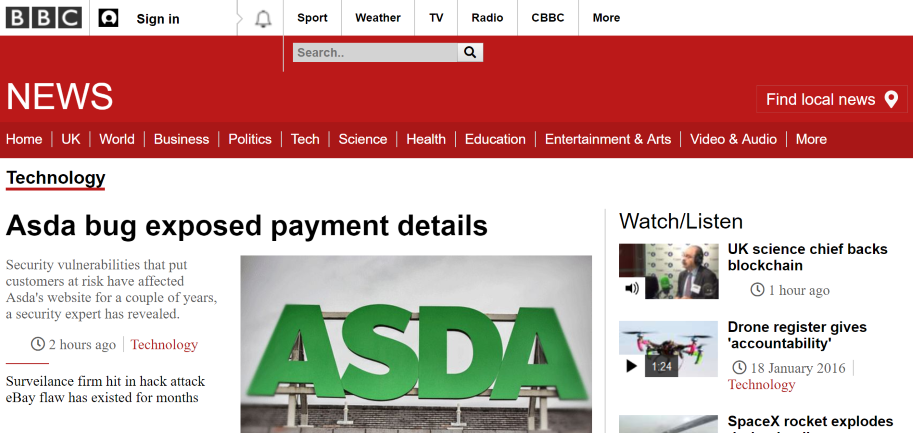 BBC
Sign in
Sport
Weather
TV
Radio
CBBC
More
Search..
NEWS
Find local news
Home
UK
World
Business
Politics
Tech
Science
Health
Education
Entertainment & Arts
Video & Audio
More
Technology
Asda bug exposed payment details
Security vulnerabilities that put
customers at risk have affected
Asda's website for a couple of years,
a security expert has revealed.
2 hours ago
Technology
Surveilance firm hit in hack attack
eBay flaw has existed for months
ASDA
Watch/Listen
UK science chief backs
blockchain
1 hour ago
Drone register gives
'accountability'
1:24
18 January 2016
Technology
SpaceX rocket explodes